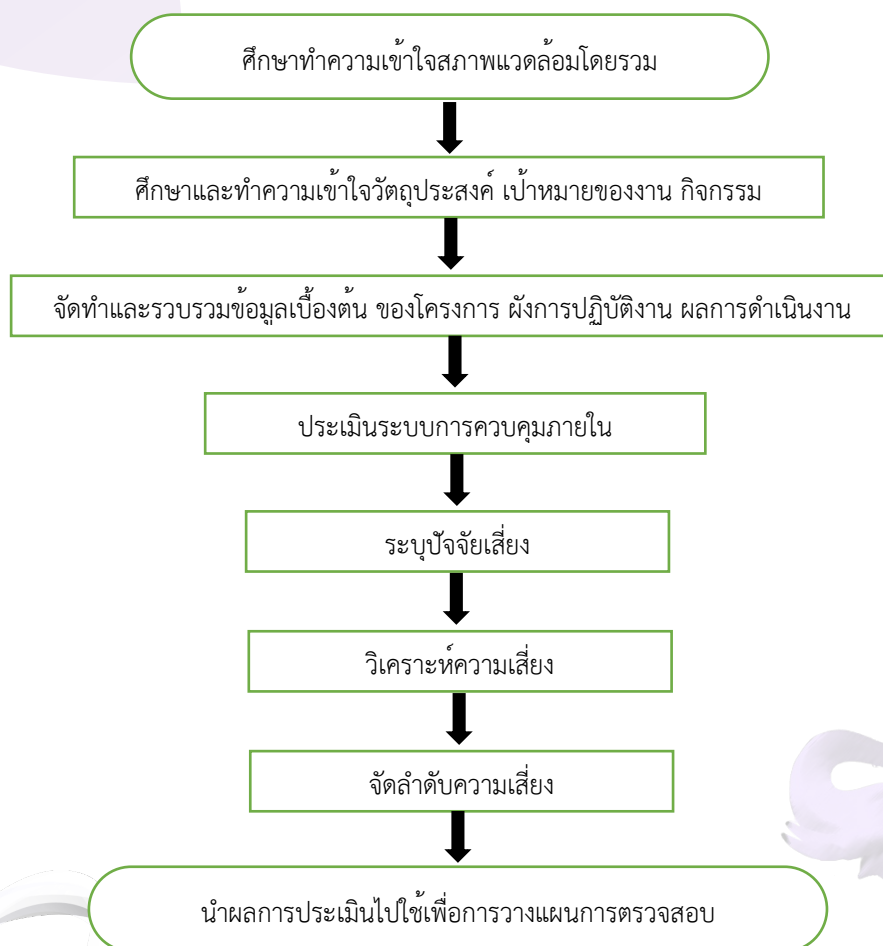 ศึกษาทำความเข้าใจสภาพแวดล้อมโดยรวม
ศึกษาและทำความเข้าใจวัตถุประสงค์ เป้าหมายของงาน กิจกรรม
จัดทำและรวบรวมข้อมูลเบื้องต้น ของโครงการ ผังการปฏิบัติงาน ผลการดำเนินงาน
ประเมินระบบการควบคุมภายใน
ระบุปัจจัยเสี่ยง
วิเคราะห์ความเสี่ยง
จัดลำดับความเสี่ยง
นำผลการประเมินไปใช้เพื่อการวางแผนการตรวจสอบ